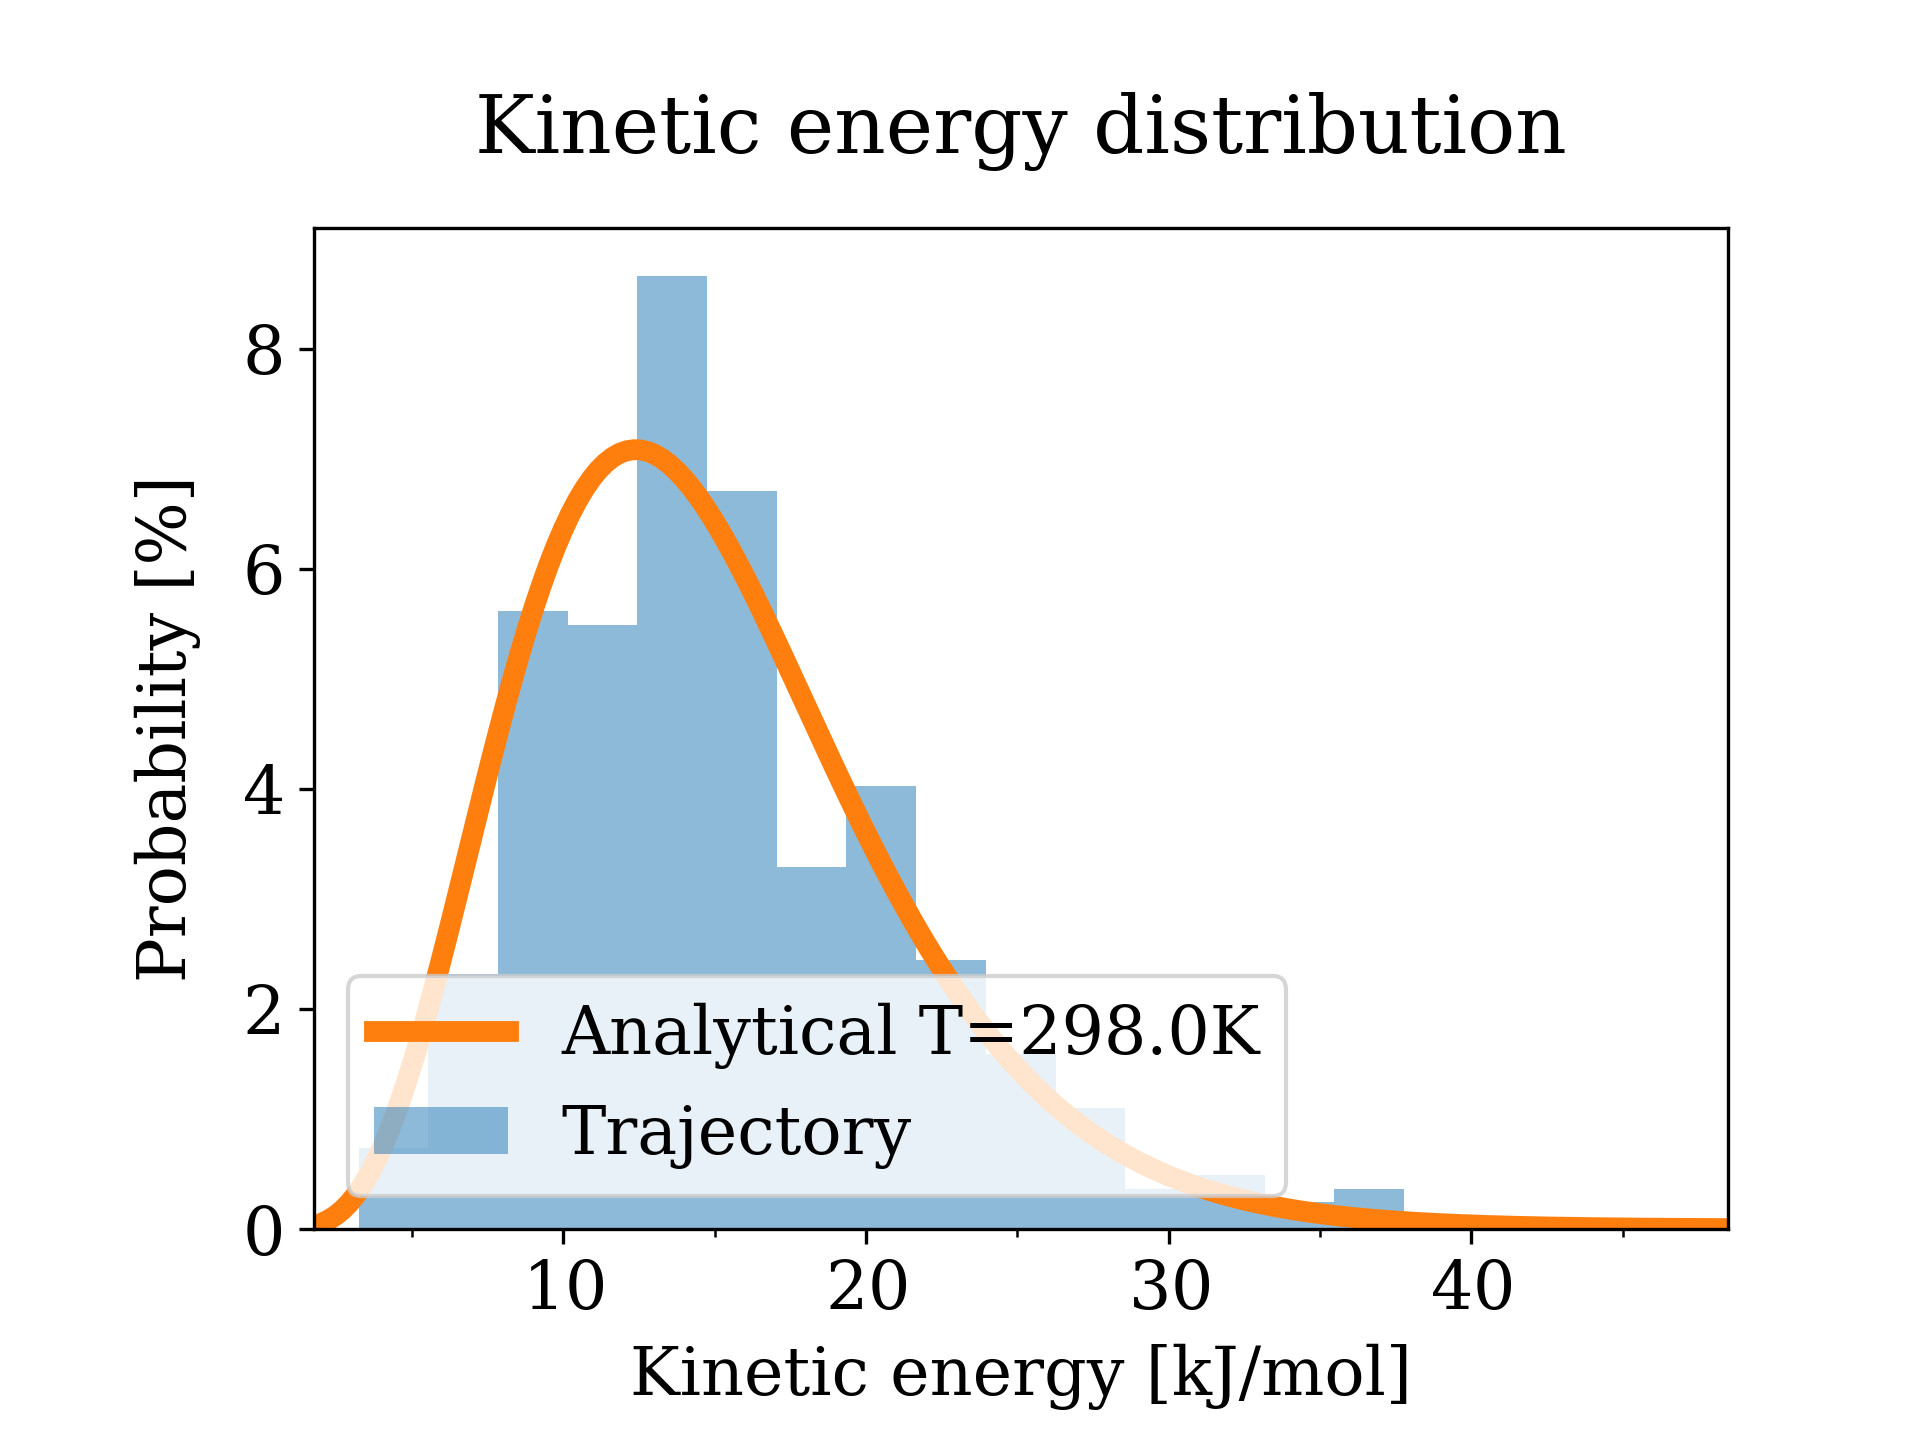 Kinetic energy distribution
Probability [%]
8
6
4
2
0
Analytical T=298.0K
Trajectory
10 20 30 40
Kinetic energy [kJ/mol]